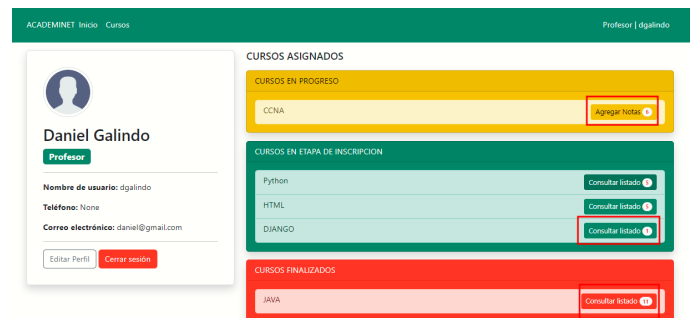 ACADEMINET Inicio Cursos
Profesor | dgalindo
Daniel Galindo
Profesor
Nombre de usuario: dgalindo
Teléfono: None
Correo electrónico: daniel@gmail.com
Editar Perfil Cerrar sesión
CURSOS ASIGNADOS
CURSOS EN PROGRESO
CCNA Agregar Notas 6
CURSOS EN ETAPA DE INSCRIPCION
Python Consultar listado 5
HTML Consultar listado 5
DJANGO Consultar listado 1
CURSOS FINALIZADOS
JAVA Consultar listado 11